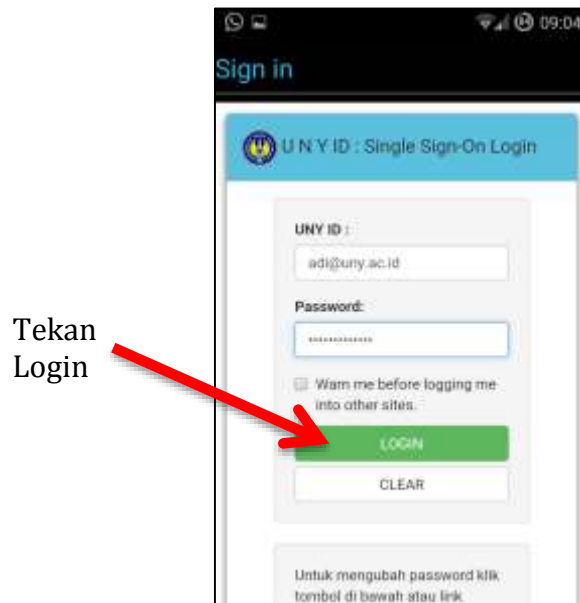 09:04
Sign in
U N Y ID : Single Sign-On Login
UNY ID :
adi@uny.ac.id
Password:
Tekan
Login
Warn me before logging me
into other sites.
LOGIN
CLEAR
Untuk mengubah password klik
tombol di bawah atau link